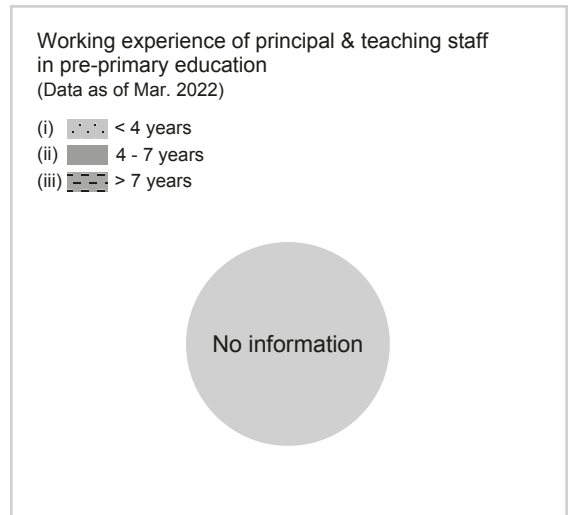 Working experience of principal & teaching staff
in pre-primary education
(Data as of Mar. 2022)
(i) < 4 years
(ii) 4 - 7 years
(iii) > 7 years
No information